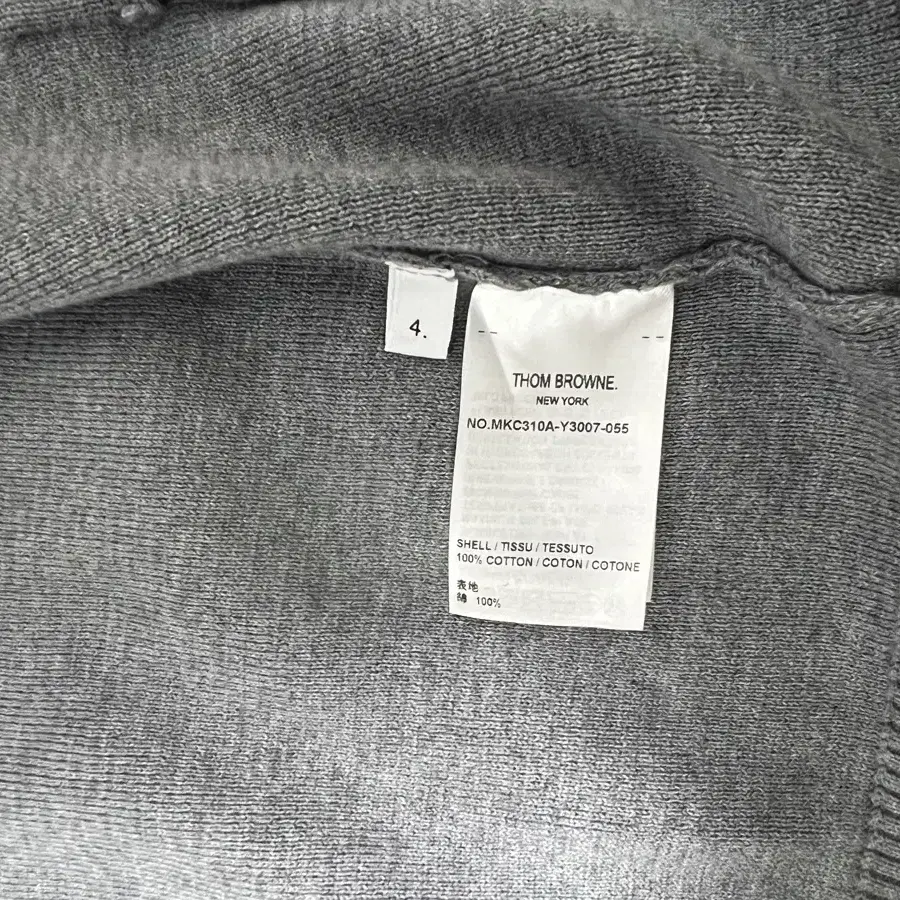 4.
THOM BROWNE.
NEW YORK
NO.MKC310A-Y3007-055
SHELL / TISSU / TESSUTO
100% COTTON / COTON / COTONE
表地
100%